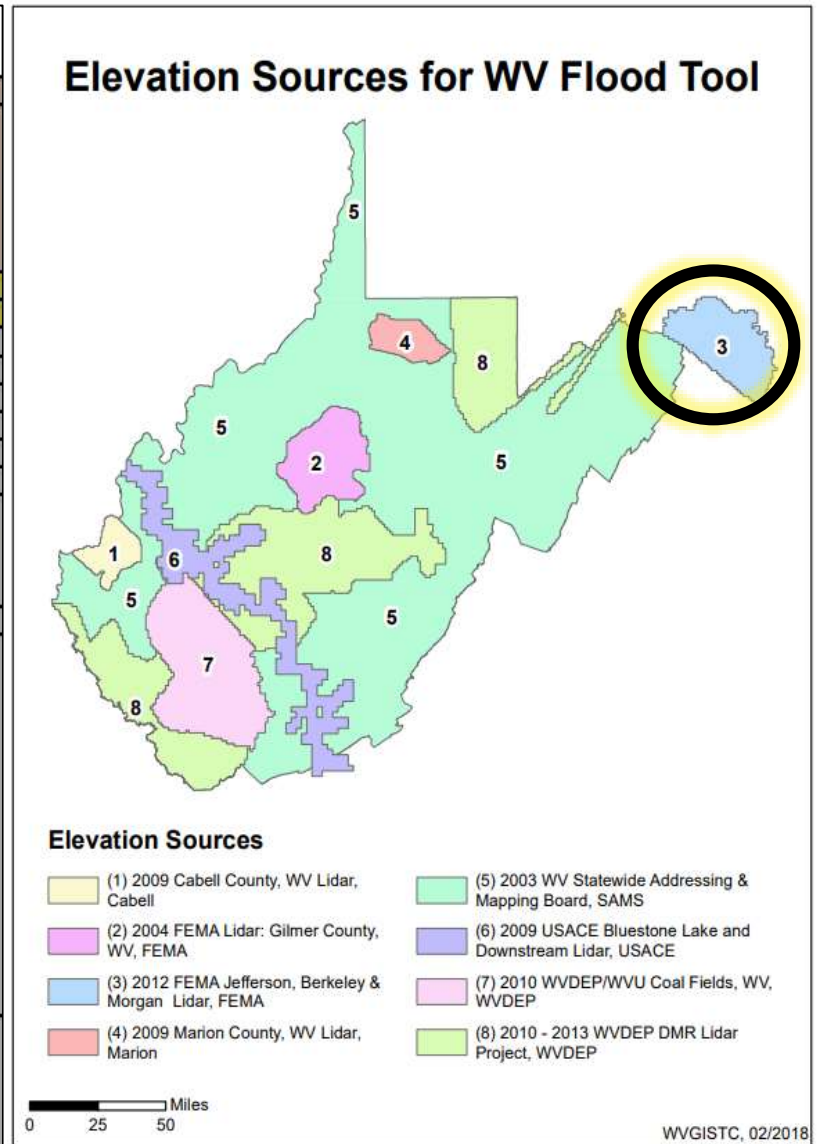 Elevation Sources for WV Flood Tool
5
4
8
3
5
2
5
1
6
8
5
5
7
8
Elevation Sources
(1) 2009 Cabell County, WV Lidar,
Cabell
(2) 2004 FEMA Lidar: Gilmer County,
WV, FEMA
(3) 2012 FEMA Jefferson, Berkeley &
Morgan Lidar, FEMA
(4) 2009 Marion County, WV Lidar,
Marion
(5) 2003 WV Statewide Addressing &
Mapping Board, SAMS
(6) 2009 USACE Bluestone Lake and
Downstream Lidar, USACE
(7) 2010 WVDEP/WVU Coal Fields, WV,
WVDEP
(8) 2010 - 2013 WVDEP DMR Lidar
Project, WVDEP
Miles
0 25 50
WVGISTC, 02/2018